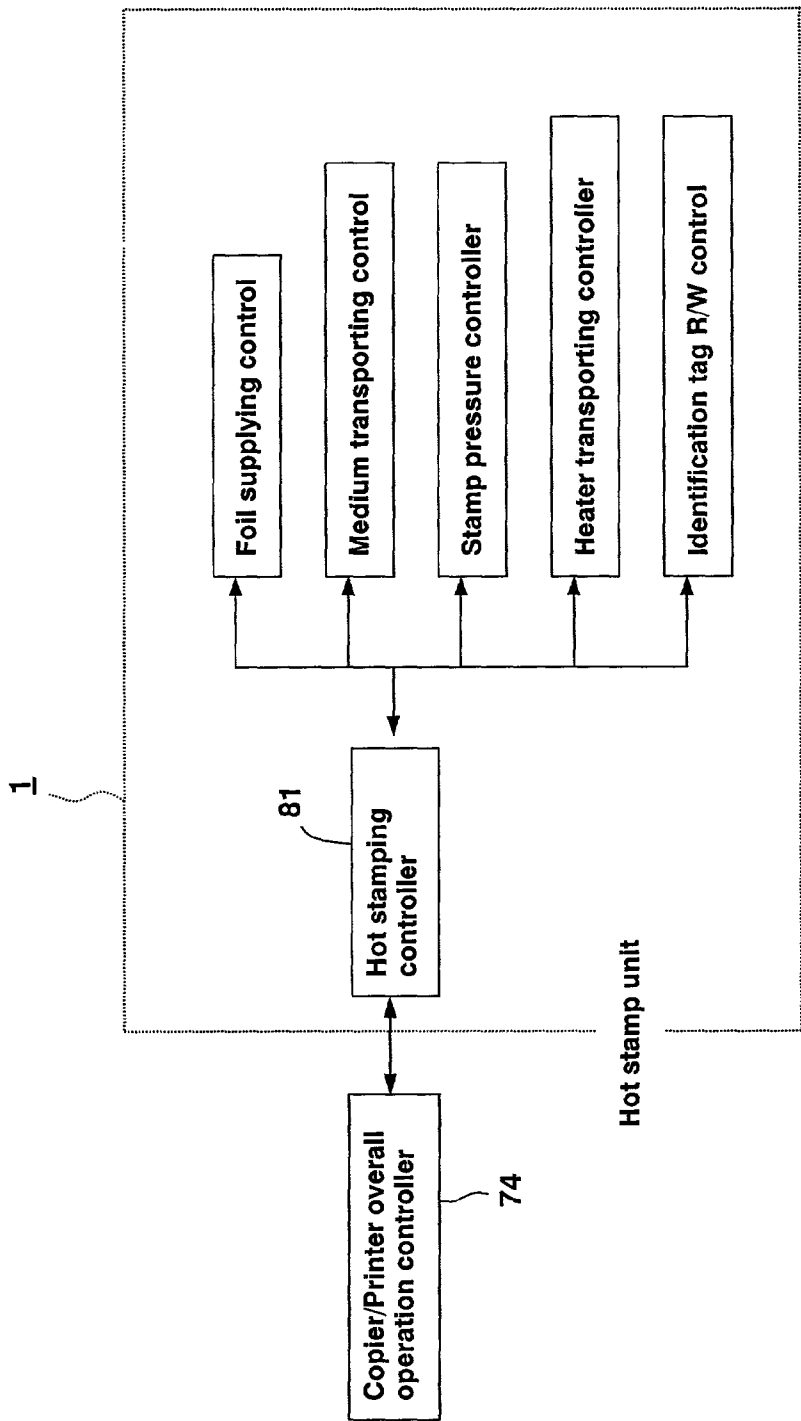 1
Copier/Printer overall
operation controller
74
Hot stamping
controller
81
Foil supplying control
Medium transporting control
Stamp pressure controller
Heater transporting controller
Identification tag R/W control
Hot stamp unit